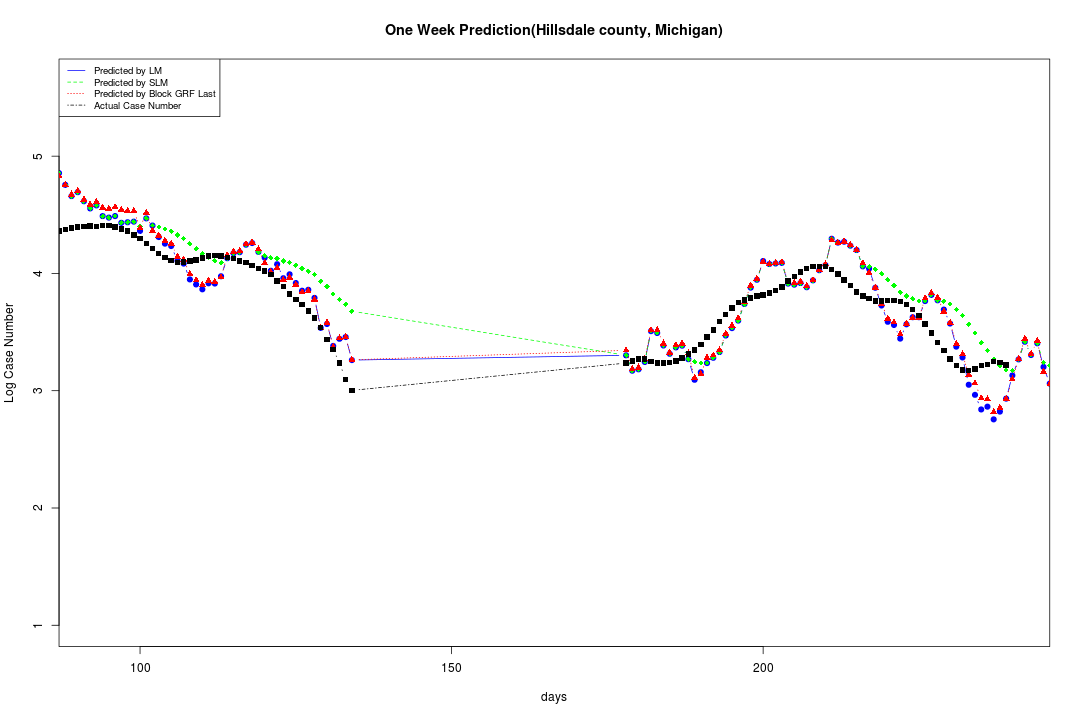 One Week Prediction(Hillsdale county, Michigan)
Predicted by LM
Predicted by SLM
Predicted by Block GRF Last
Actual Case Number
5
4
3
2
1
Log Case Number
100 150 200
days